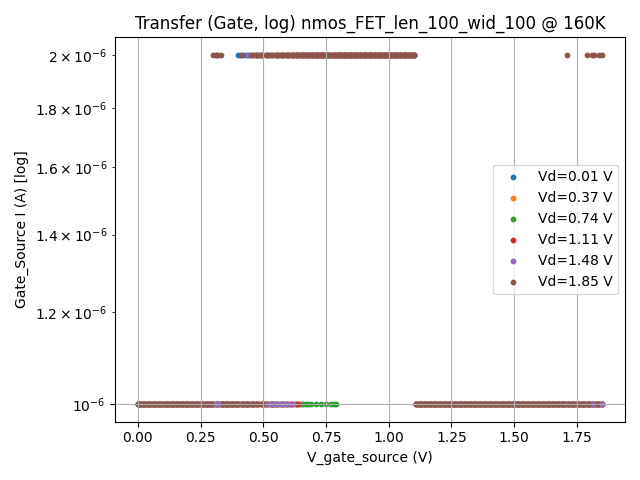 Transfer (Gate, log) nmos_FET_len_100_wid_100 @ 160K
Gate_Source I (A) [log]
2 × 10⁻⁶
1.8 × 10⁻⁶
1.6 × 10⁻⁶
1.4 × 10⁻⁶
1.2 × 10⁻⁶
10⁻⁶
Vd=0.01 V
Vd=0.37 V
Vd=0.74 V
Vd=1.11 V
Vd=1.48 V
Vd=1.85 V
0.00 0.25 0.50 0.75 1.00 1.25 1.50 1.75
V_gate_source (V)